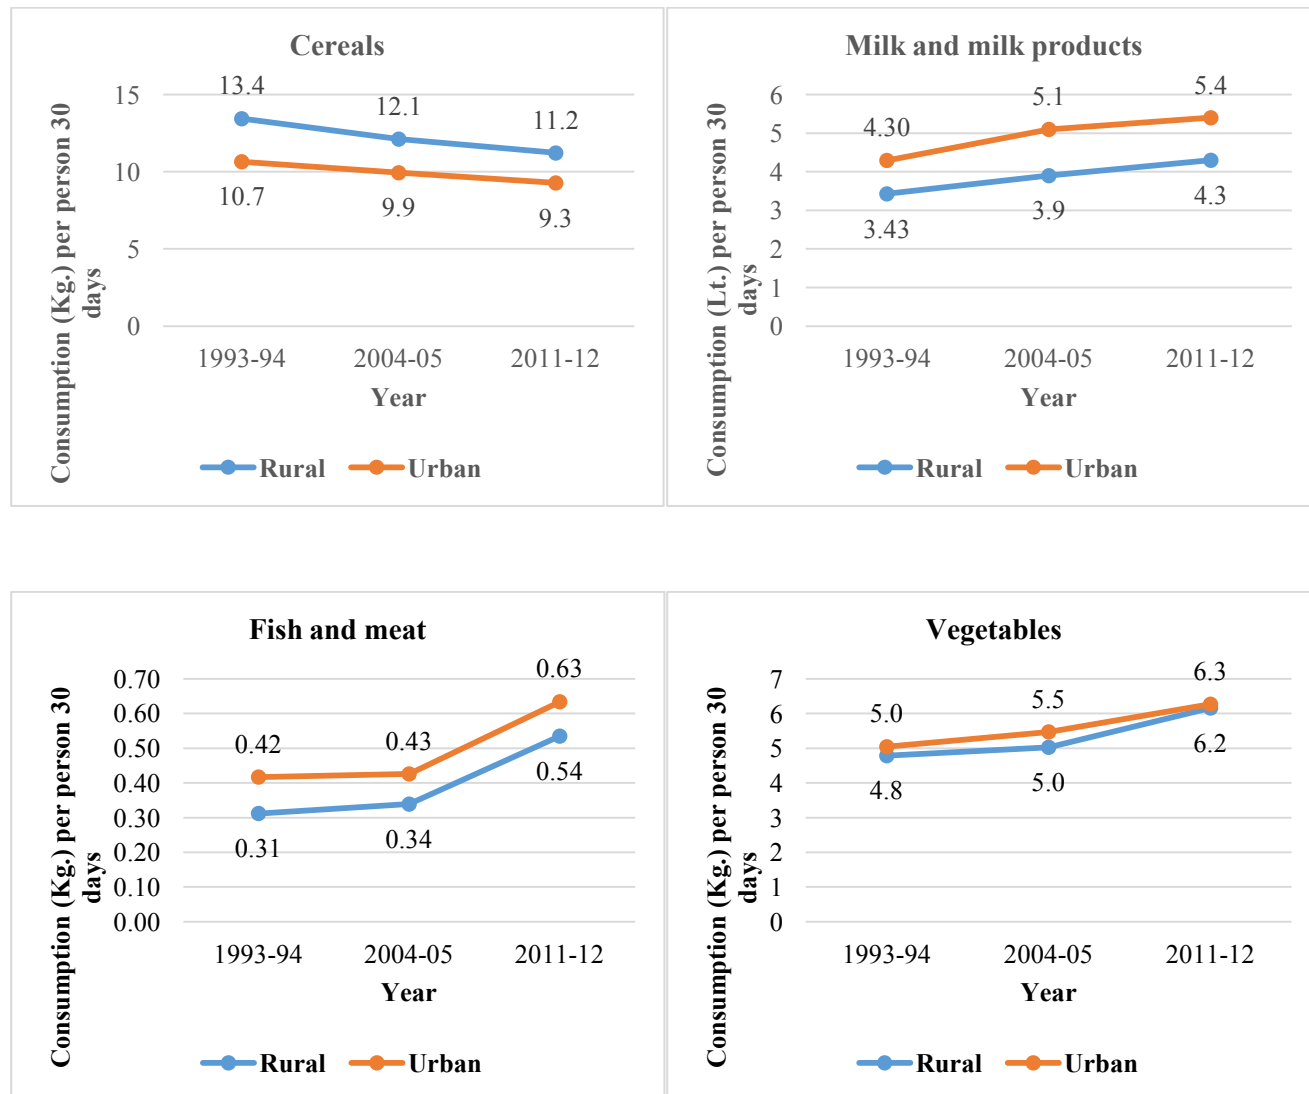 Cereals
Consumption (Kg.) per person 30
days
15
10
5
0
13.4
12.1
11.2
10.7
9.9
9.3
1993-94 2004-05 2011-12
Year
Rural Urban
Milk and milk products
Consumption (Lt.) per person 30
days
6
5
4
3
2
1
0
4.30
5.1
5.4
3.43
3.9
4.3
1993-94 2004-05 2011-12
Year
Rural Urban
Fish and meat
Consumption (Kg.) per person 30
days
0.70
0.60
0.50
0.40
0.30
0.20
0.10
0.00
0.42
0.43
0.63
0.31
0.34
0.54
1993-94 2004-05 2011-12
Year
Rural Urban
Vegetables
Consumption (Kg.) per person 30
days
7
6
5
4
3
2
1
0
5.0
5.5
6.3
4.8
5.0
6.2
1993-94 2004-05 2011-12
Year
Rural Urban